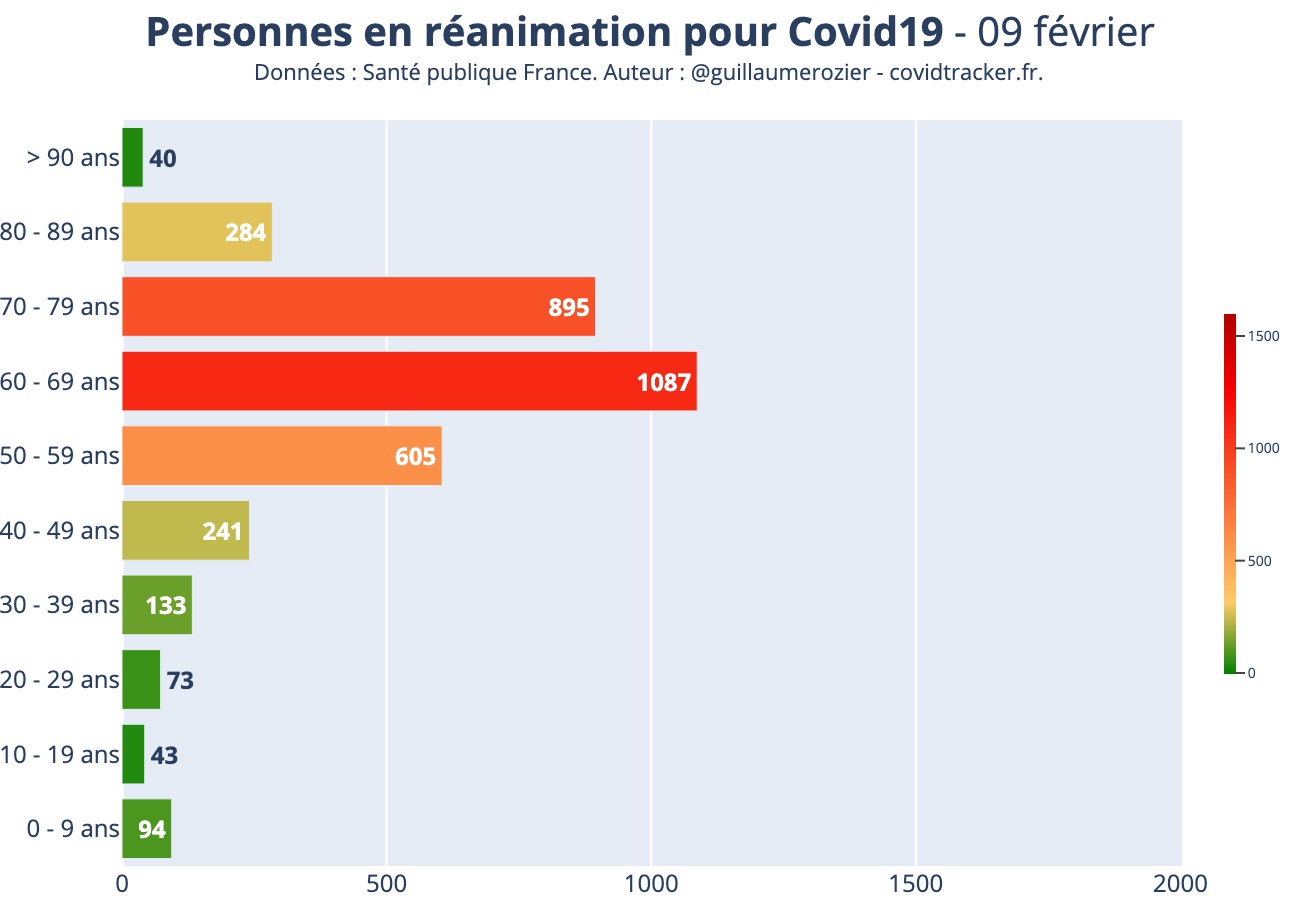 Personnes en réanimation pour Covid19 - 09 février
Données : Santé publique France. Auteur : @guillaumerozier - covidtracker.fr.
> 90 ans 40
80 - 89 ans 284
70 - 79 ans 895
60 - 69 ans 1087
50 - 59 ans 605
40 - 49 ans 241
30 - 39 ans 133
20 - 29 ans 73
10 - 19 ans 43
0 - 9 ans 94
0 500 1000 1500 2000
1500
1000
500
0